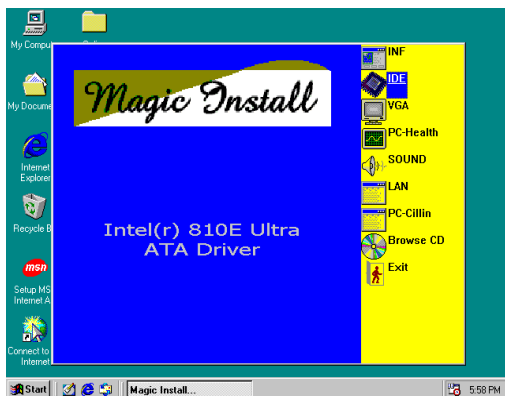 My Compu
My Docume
Internet
Explorer
Recycle B
msn
Setup MS
Internet A
Connect to
Internet
Magic Install
Intel(r) 810E Ultra
ATA Driver
INF
IDE
VGA
PC-Health
SOUND
LAN
PC-Cillin
Browse CD
Exit
Start
Magic Install...
5:58 PM